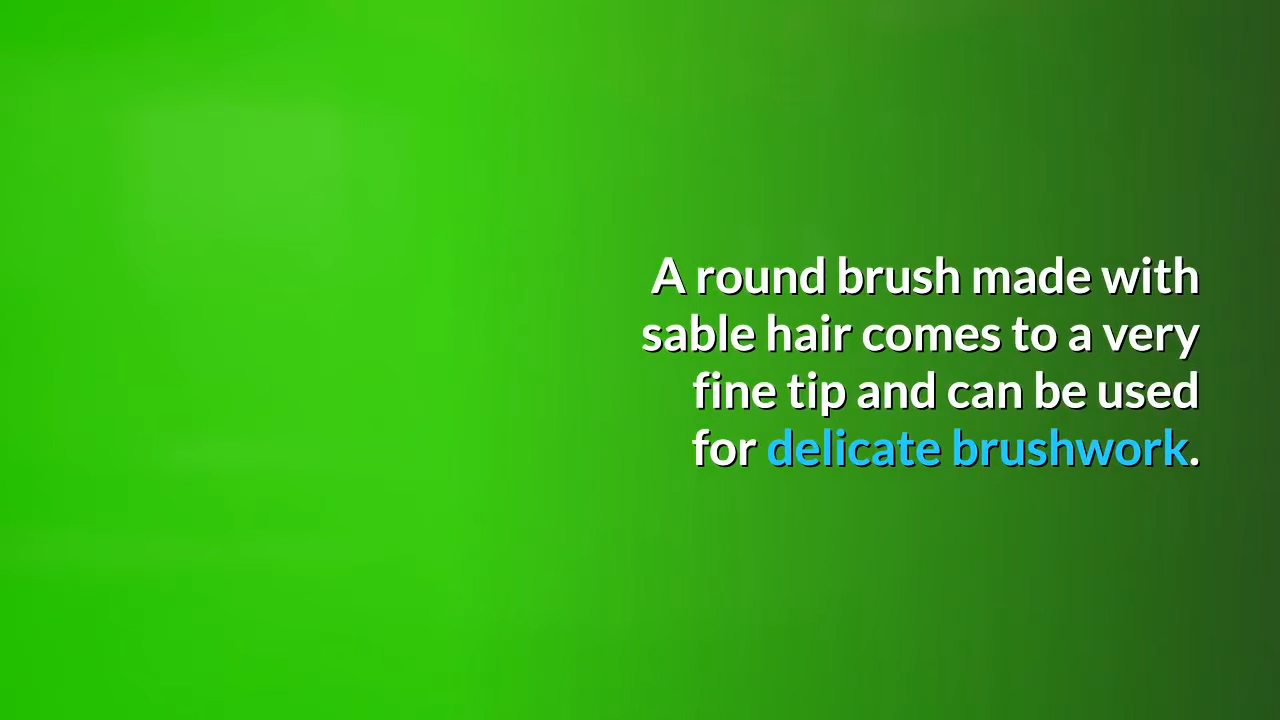 A round brush made with
sable hair comes to a very
fine tip and can be used
for delicate brushwork.